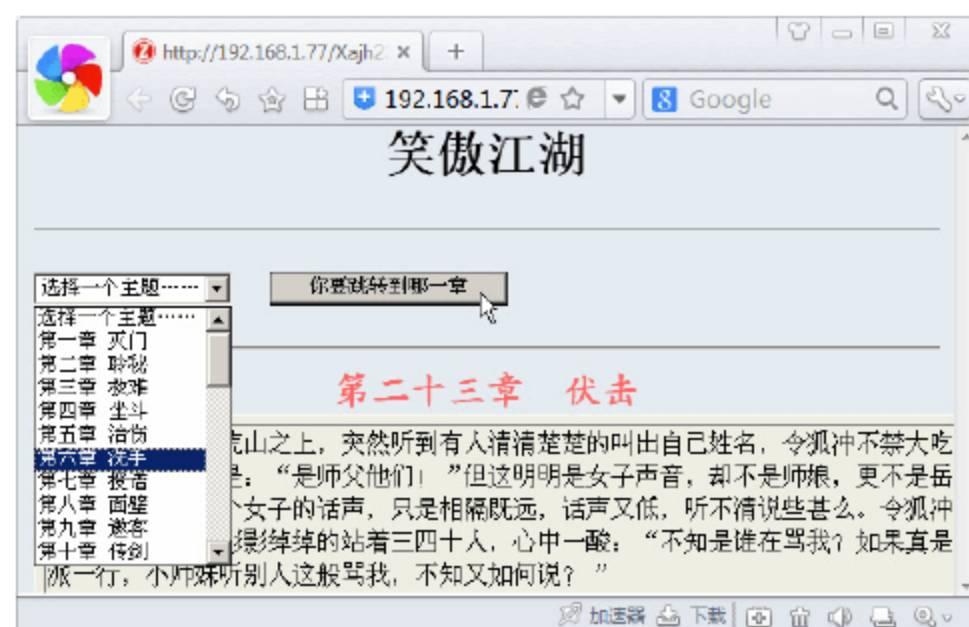 http://192.168.1.77/Xajh2
192.168.1.7
Google
笑傲江湖
选择一个主题……
你要跳转到哪一章
选择一个主题……
第一章 灭门
第二章 聆秘
第三章 救难
第四章 坐斗
第五章 治伤
第六章 洗手
第七章 授谱
第八章 面壁
第九章 邀客
第十章 传剑
第二十三章 伏击
荒山之上，突然听到有人清清楚楚的叫出自己姓名，令狐冲不禁大吃
是：“是师父他们！”但这明明是女子声音，却不是师娘，更不是岳
个女子的话声，只是相隔既远，话声又低，听不清说些甚么。令狐冲
影绰绰的站着三四十人，心中一酸：“不知是谁在骂我？如果真是
派一行，小师妹听别人这般骂我，不知又如何说？”
加速器 下载